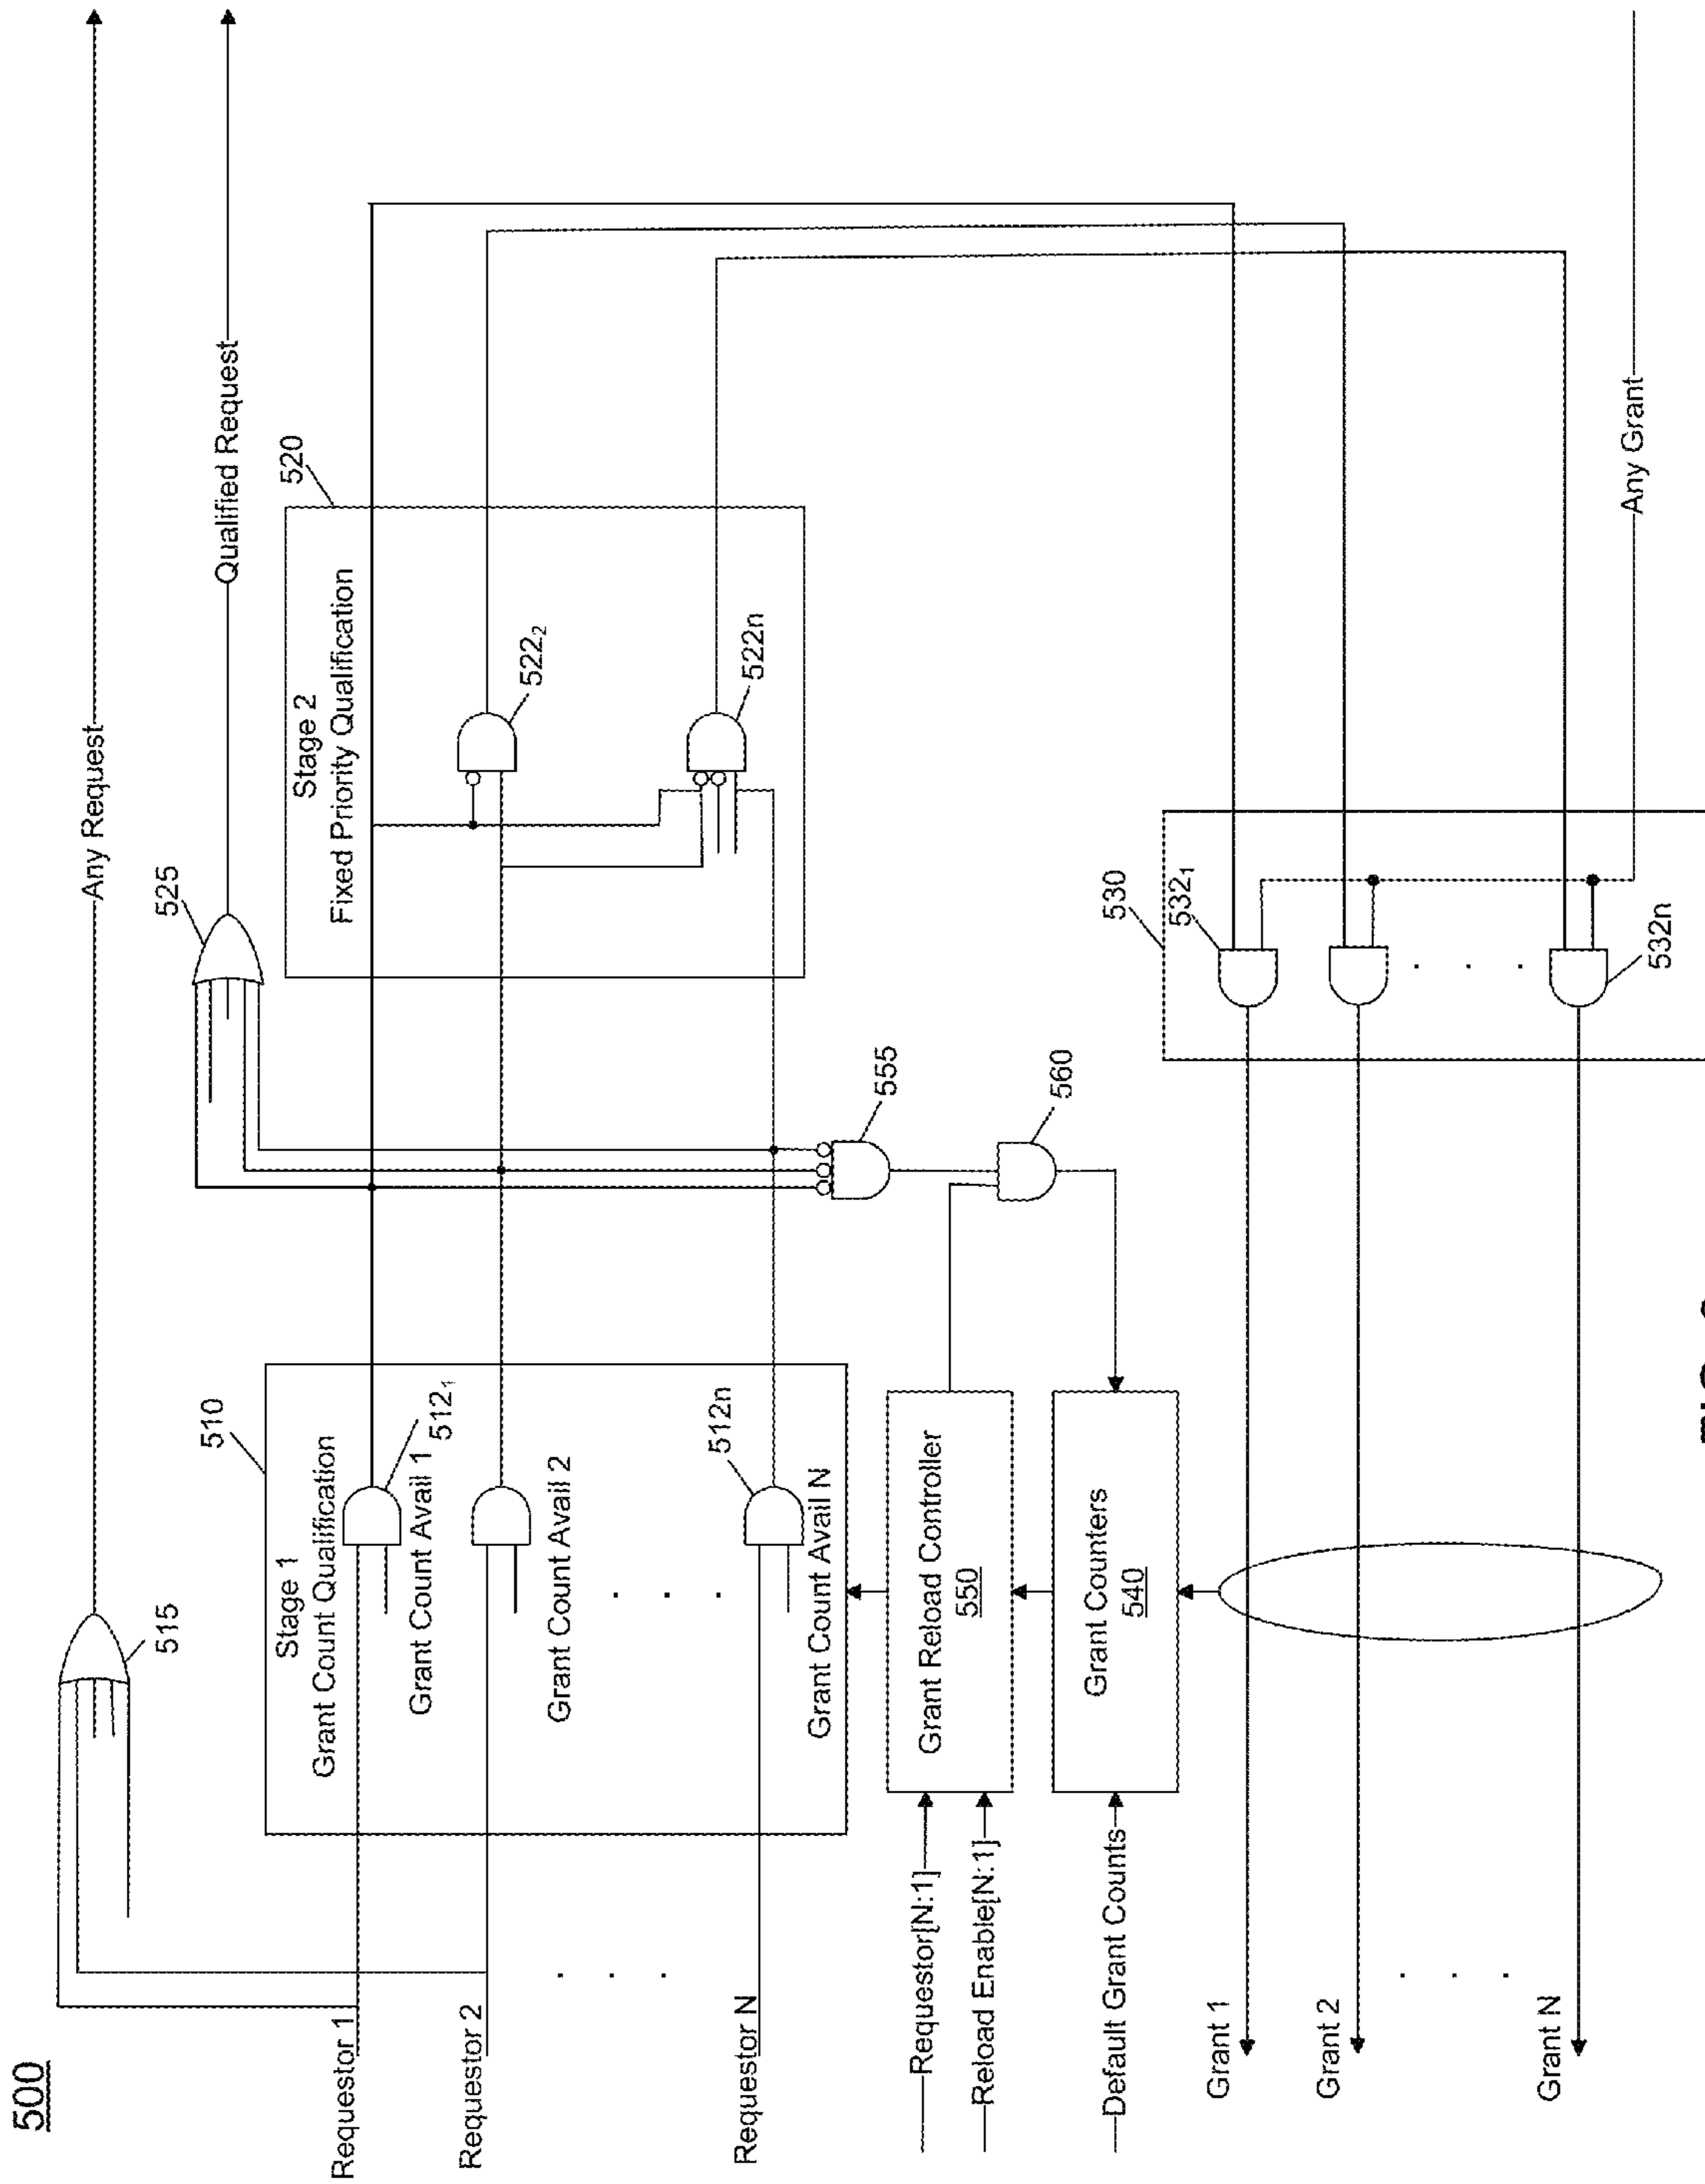 500
Any Request
Qualified Request
515
525
510
520
Stage 1
Grant Count Qualification
Stage 2
Fixed Priority Qualification
Requestor 1
512₁
Grant Count Avail 1
522₂
Requestor 2
Grant Count Avail 2
. . .
. . .
522n
Requestor N
512n
Grant Count Avail N
555
Requestor[N:1]
Reload Enable[N:1]
Grant Reload Controller
550
560
Default Grant Counts
Grant Counters
540
530
532₁
Grant 1
Grant 2
. . .
. . .
Grant N
532n
Any Grant